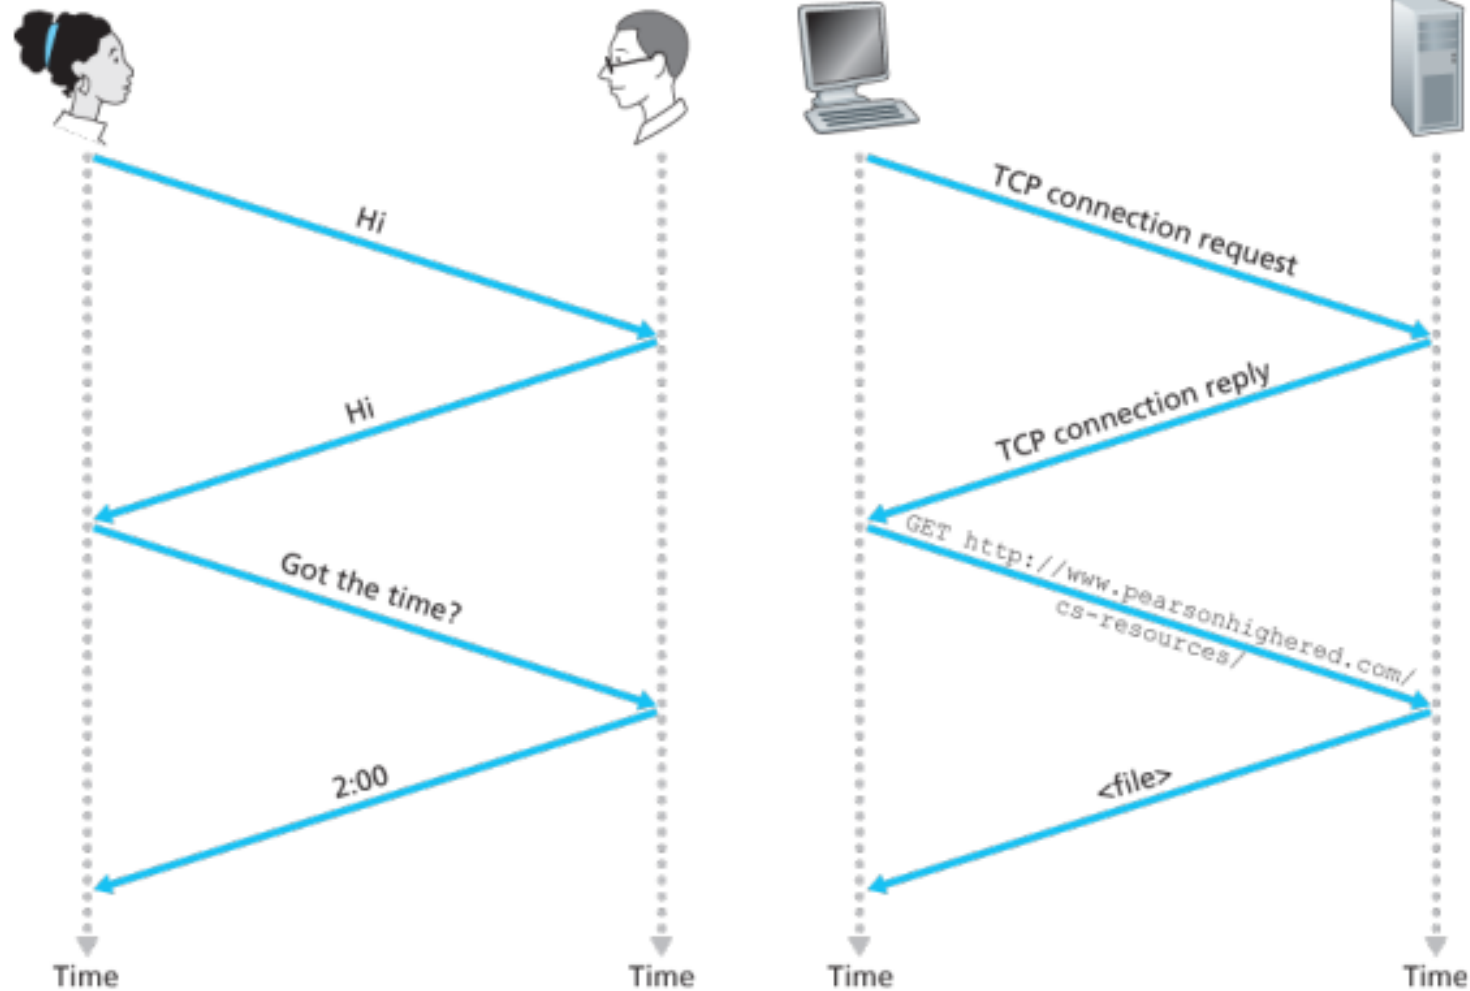 Hi
Hi
Got the time?
2:00
Time
Time
TCP connection request
TCP connection reply
GET http://www.pearsonhighered.com/
cs-resources/
<file>
Time
Time